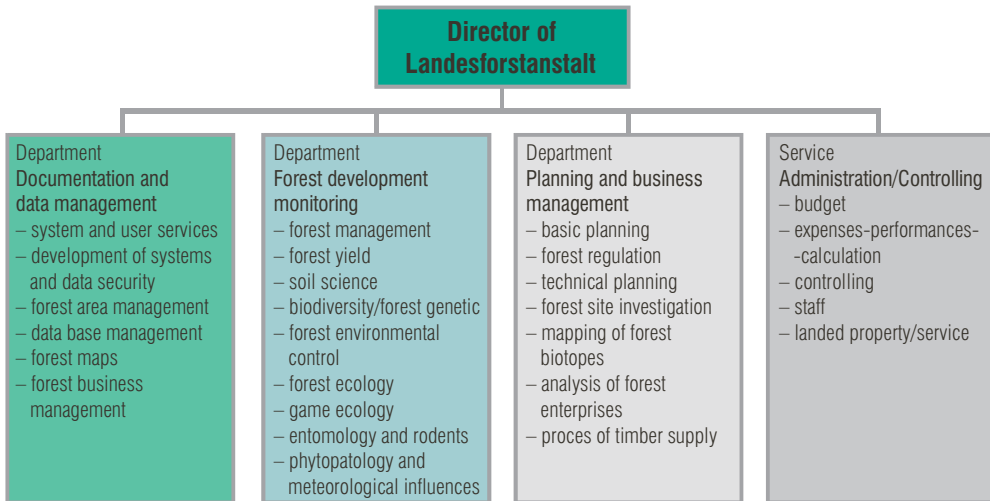 Director of
Landesforstanstalt
Department
Documentation and
data management
– system and user services
– development of systems
and data security
– forest area management
– data base management
– forest maps
– forest business
management
Department
Forest development
monitoring
– forest management
– forest yield
– soil science
– biodiversity/forest genetic
– forest environmental
control
– forest ecology
– game ecology
– entomology and rodents
– phytopatology and
meteorological influences
Department
Planning and business
management
– basic planning
– forest regulation
– technical planning
– forest site investigation
– mapping of forest
biotopes
– analysis of forest
enterprises
– proces of timber supply
Service
Administration/Controlling
– budget
– expenses-performances-
-calculation
– controlling
– staff
– landed property/service